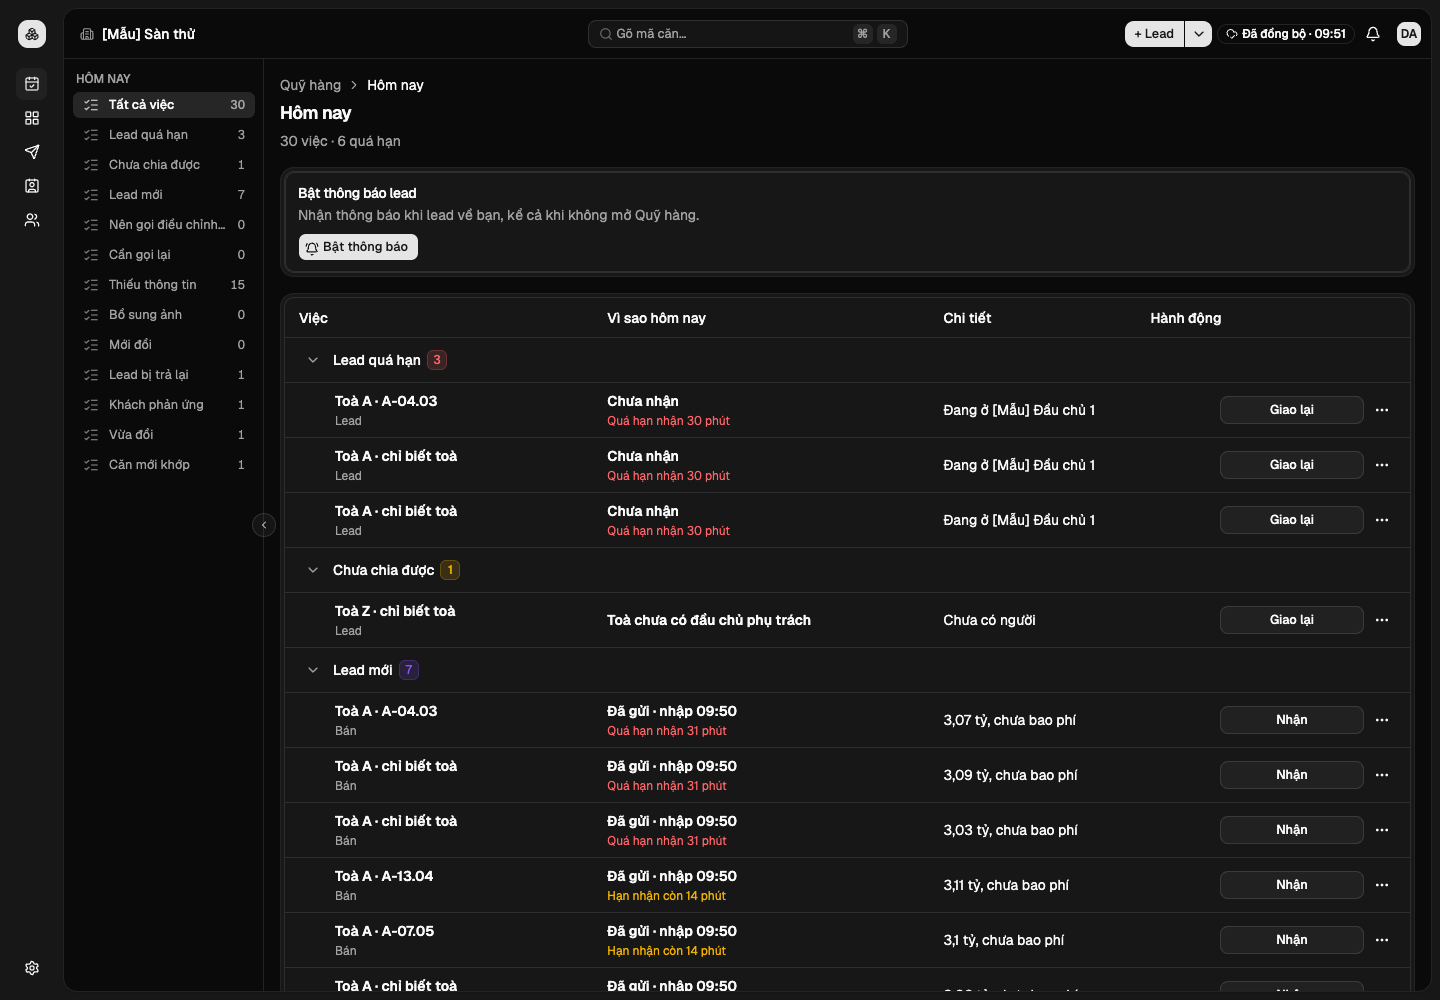 [Mẫu] Sàn thử
Gõ mã căn...
⌘ K
+ Lead
Đã đồng bộ · 09:51
DA
HÔM NAY
Tất cả việc 30
Lead quá hạn 3
Chưa chia được 1
Lead mới 7
Nên gọi điều chỉnh... 0
Cần gọi lại 0
Thiếu thông tin 15
Bổ sung ảnh 0
Mới đổi 0
Lead bị trả lại 1
Khách phản ứng 1
Vừa đổi 1
Căn mới khớp 1
Quỹ hàng > Hôm nay
Hôm nay
30 việc · 6 quá hạn
Bật thông báo lead
Nhận thông báo khi lead về bạn, kể cả khi không mở Quỹ hàng.
Bật thông báo
Việc Vì sao hôm nay Chi tiết Hành động
Lead quá hạn 3
Toà A · A-04.03 Chưa nhận Đang ở [Mẫu] Đầu chủ 1 Giao lại
Lead Quá hạn nhận 30 phút
Toà A · chỉ biết toà Chưa nhận Đang ở [Mẫu] Đầu chủ 1 Giao lại
Lead Quá hạn nhận 30 phút
Toà A · chỉ biết toà Chưa nhận Đang ở [Mẫu] Đầu chủ 1 Giao lại
Lead Quá hạn nhận 30 phút
Chưa chia được 1
Toà Z · chỉ biết toà Toà chưa có đầu chủ phụ trách Chưa có người Giao lại
Lead
Lead mới 7
Toà A · A-04.03 Đã gửi · nhập 09:50 3,07 tỷ, chưa bao phí Nhận
Bán Quá hạn nhận 31 phút
Toà A · chỉ biết toà Đã gửi · nhập 09:50 3,09 tỷ, chưa bao phí Nhận
Bán Quá hạn nhận 31 phút
Toà A · chỉ biết toà Đã gửi · nhập 09:50 3,03 tỷ, chưa bao phí Nhận
Bán Quá hạn nhận 31 phút
Toà A · A-13.04 Đã gửi · nhập 09:50 3,11 tỷ, chưa bao phí Nhận
Bán Hạn nhận còn 14 phút
Toà A · A-07.05 Đã gửi · nhập 09:50 3,1 tỷ, chưa bao phí Nhận
Bán Hạn nhận còn 14 phút
Toà A · chỉ biết toà Đã gửi · nhập 09:50